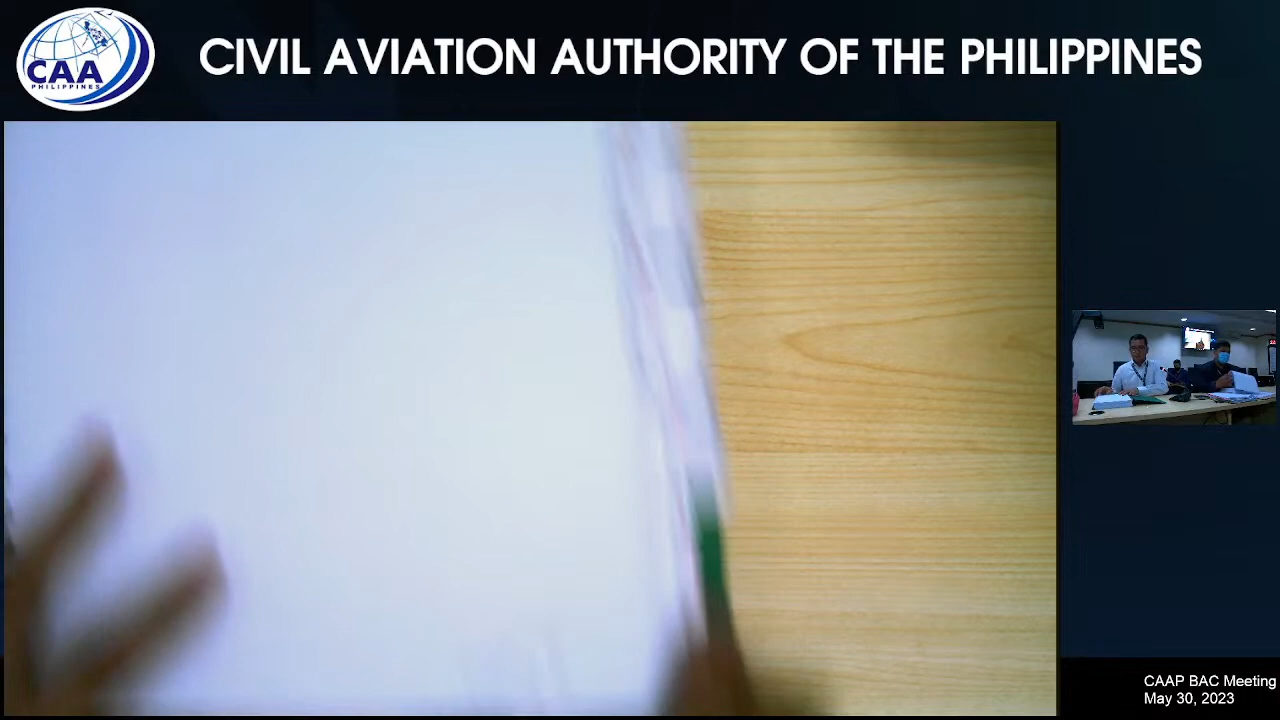 CAA
PHILIPPINES
CIVIL AVIATION AUTHORITY OF THE PHILIPPINES
CAAP BAC Meeting
May 30, 2023